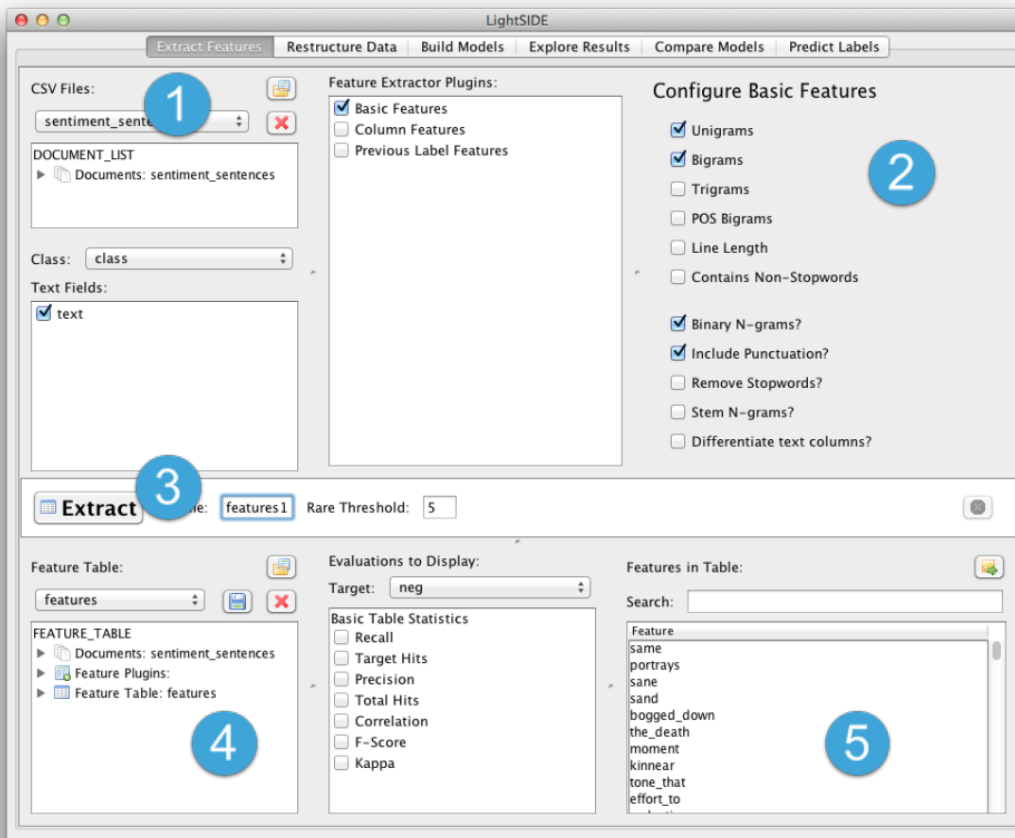 LightSIDE
Extract Features Restructure Data Build Models Explore Results Compare Models Predict Labels
CSV Files:
1
DOCUMENT_LIST
Documents: sentiment_sentences
Class: class
Text Fields:
text
Feature Extractor Plugins:
Basic Features
Column Features
Previous Label Features
Configure Basic Features
2
Unigrams
Bigrams
Trigrams
POS Bigrams
Line Length
Contains Non-Stopwords
Binary N-grams?
Include Punctuation?
Remove Stopwords?
Stem N-grams?
Differentiate text columns?
3
Extract features1 Rare Threshold: 5
Feature Table:
features
FEATURE_TABLE
Documents: sentiment_sentences
Feature Plugins:
Feature Table: features
4
Evaluations to Display:
Target: neg
Basic Table Statistics
Recall
Target Hits
Precision
Total Hits
Correlation
F-Score
Kappa
Features in Table:
Search:
Feature
same
portrays
sane
sand
bogged_down
the_death
moment
kinnear
tone_that
effort_to
5